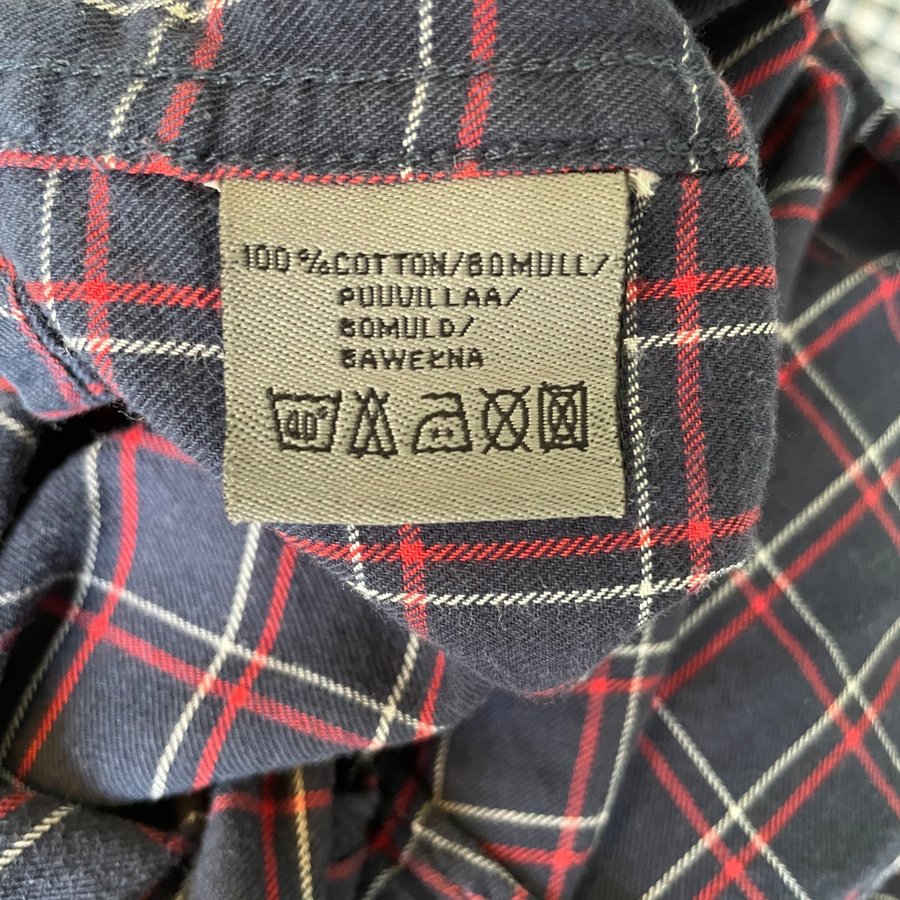 100%COTTON/BOMULL/
PUUVILLAA/
BOMULD/
BAWEŁNA
40°